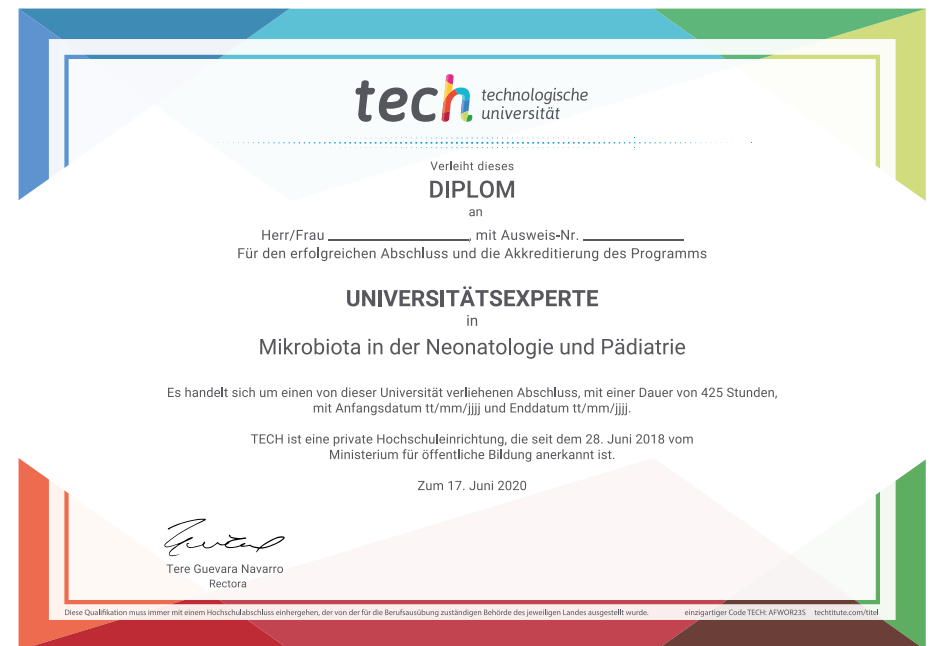 tech technologische
universität
Verleiht dieses
DIPLOM
an
Herr/Frau ____________________, mit Ausweis-Nr. ______________
Für den erfolgreichen Abschluss und die Akkreditierung des Programms
UNIVERSITÄTSEXPERTE
in
Mikrobiota in der Neonatologie und Pädiatrie
Es handelt sich um einen von dieser Universität verliehenen Abschluss, mit einer Dauer von 425 Stunden,
mit Anfangsdatum tt/mm/jjjj und Enddatum tt/mm/jjjj.
TECH ist eine private Hochschuleinrichtung, die seit dem 28. Juni 2018 vom
Ministerium für öffentliche Bildung anerkannt ist.
Zum 17. Juni 2020
Tere Guevara Navarro
Rectora
Diese Qualifikation muss immer mit einem Hochschulabschluss einhergehen, der von der für die Berufsausübung zuständigen Behörde des jeweiligen Landes ausgestellt wurde. einzigartiger Code TECH: AFWOR23S techtitute.com/titel